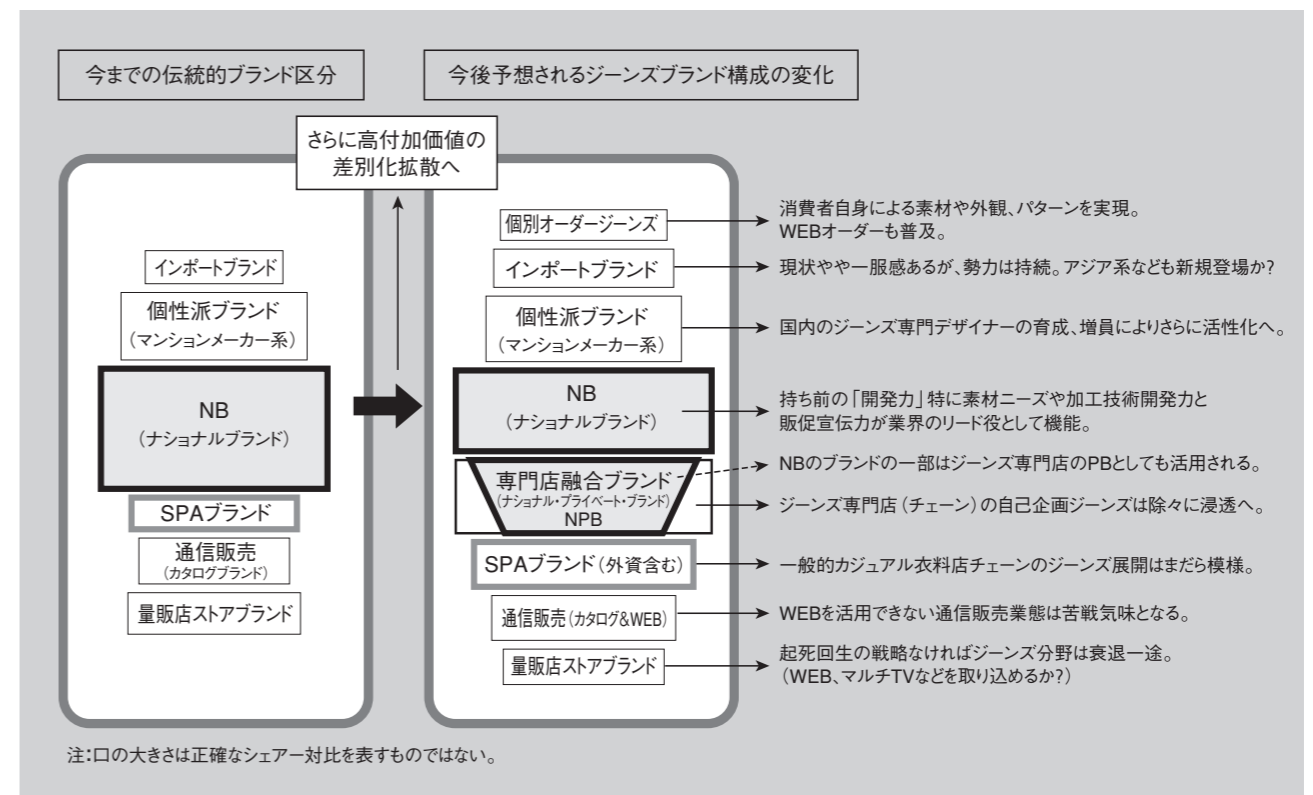 今までの伝統的ブランド区分
今後予想されるジーンズブランド構成の変化
さらに高付加価値の
差別化拡散へ
インポートブランド
個性派ブランド
（マンションメーカー系）
NB
（ナショナルブランド）
SPAブランド
通信販売
（カタログブランド）
量販店ストアブランド
個別オーダージーンズ
インポートブランド
個性派ブランド
（マンションメーカー系）
NB
（ナショナルブランド）
専門店融合ブランド
（ナショナル・プライベート・ブランド）
NPB
SPAブランド（外資含む）
通信販売（カタログ&WEB）
量販店ストアブランド
消費者自身による素材や外観、パターンを実現。
WEBオーダーも普及。
現状やや一服感あるが、勢力は持続。アジア系なども新規登場か?
国内のジーンズ専門デザイナーの育成、増員によりさらに活性化へ。
持ち前の「開発力」特に素材ニーズや加工技術開発力と
販促宣伝力が業界のリード役として機能。
NBのブランドの一部はジーンズ専門店のPBとしても活用される。
ジーンズ専門店（チェーン）の自己企画ジーンズは除々に浸透へ。
一般的カジュアル衣料店チェーンのジーンズ展開はまだら模様。
WEBを活用できない通信販売業態は苦戦気味となる。
起死回生の戦略なければジーンズ分野は衰退一途。
（WEB、マルチTVなどを取り込めるか?）
注：口の大きさは正確なシェアー対比を表すものではない。